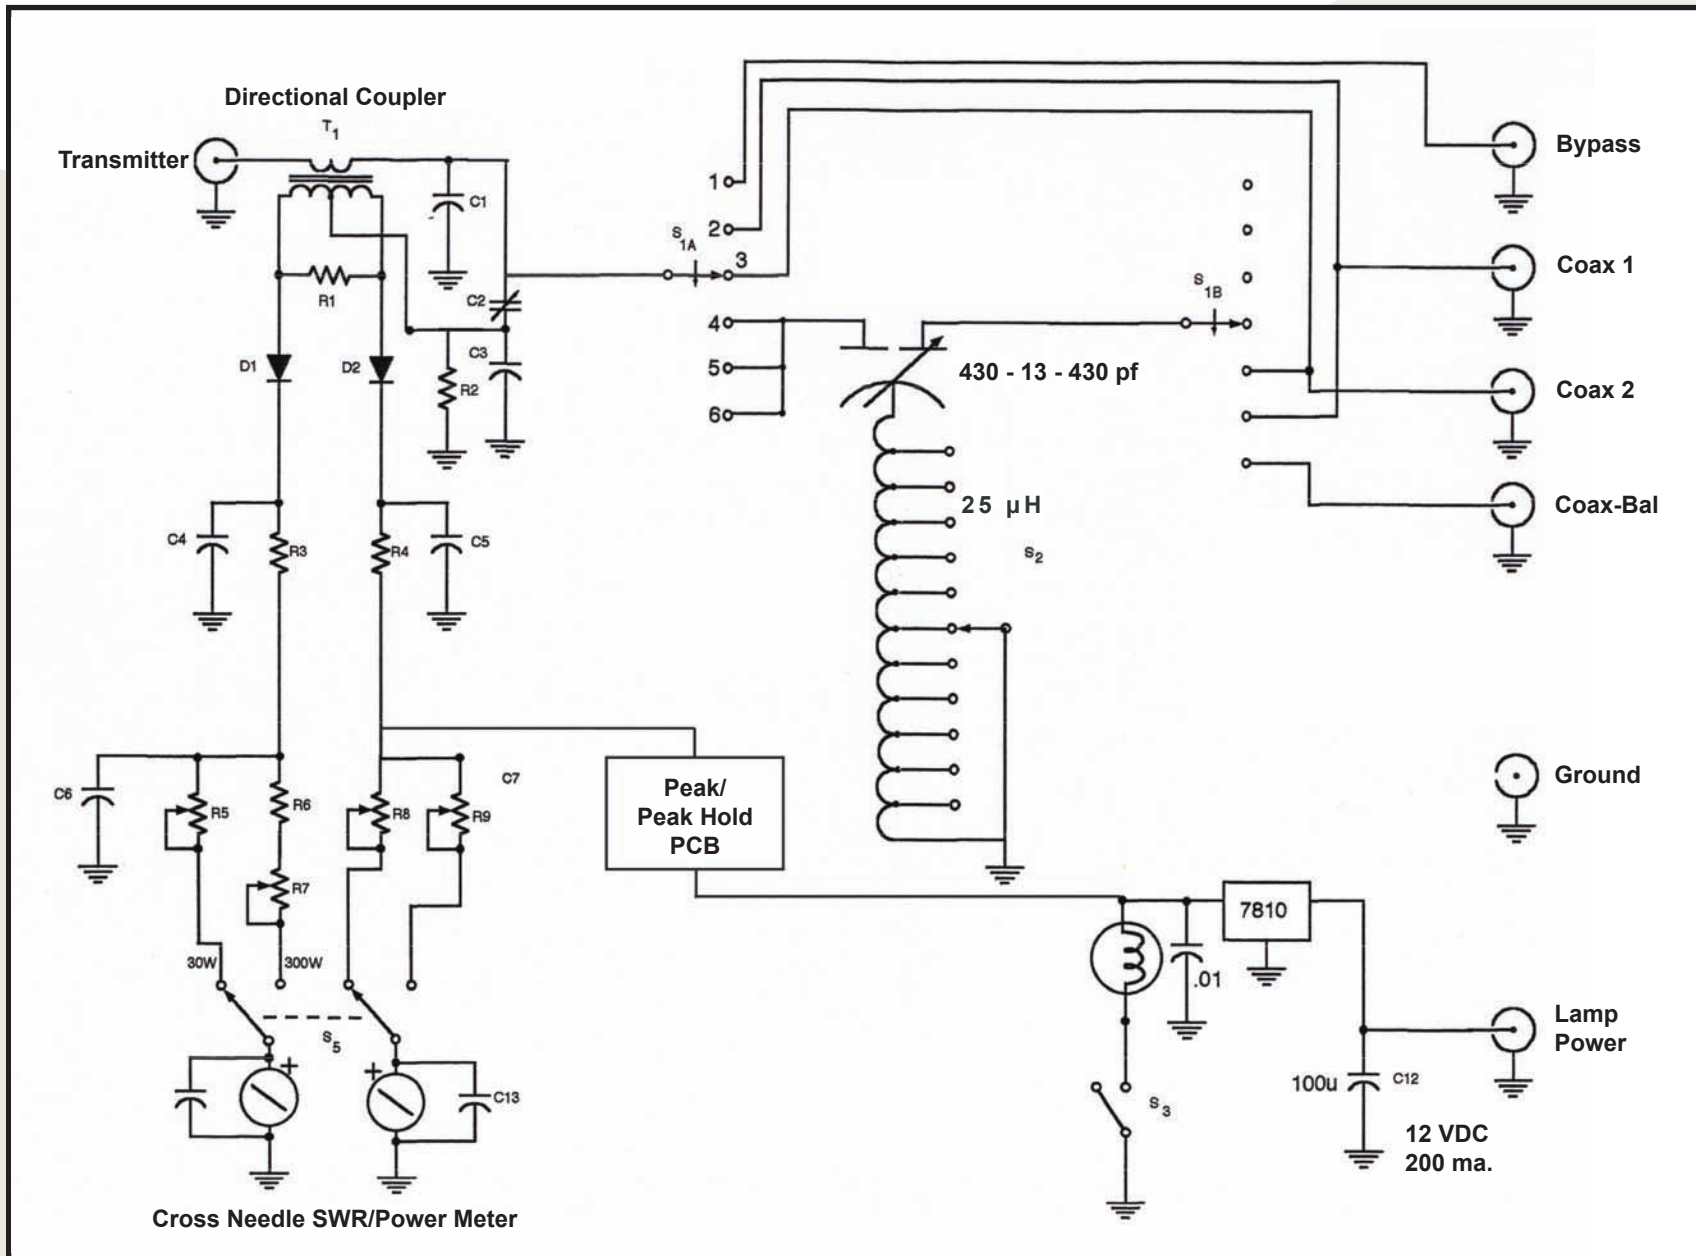 Directional Coupler
T1
Transmitter
C1
R1
C2
C3
D1
D2
R2
C4
R3
R4
C5
C6
R5
R6
R7
R8
R9
C7
30W
300W
S5
+
+
C13
Cross Needle SWR/Power Meter
S1A
1
2
3
4
5
6
S1B
430 - 13 - 430 pf
25 µH
S2
Peak/
Peak Hold
PCB
7810
.01
S3
100u
C12
12 VDC
200 ma.
Bypass
Coax 1
Coax 2
Coax-Bal
Ground
Lamp
Power